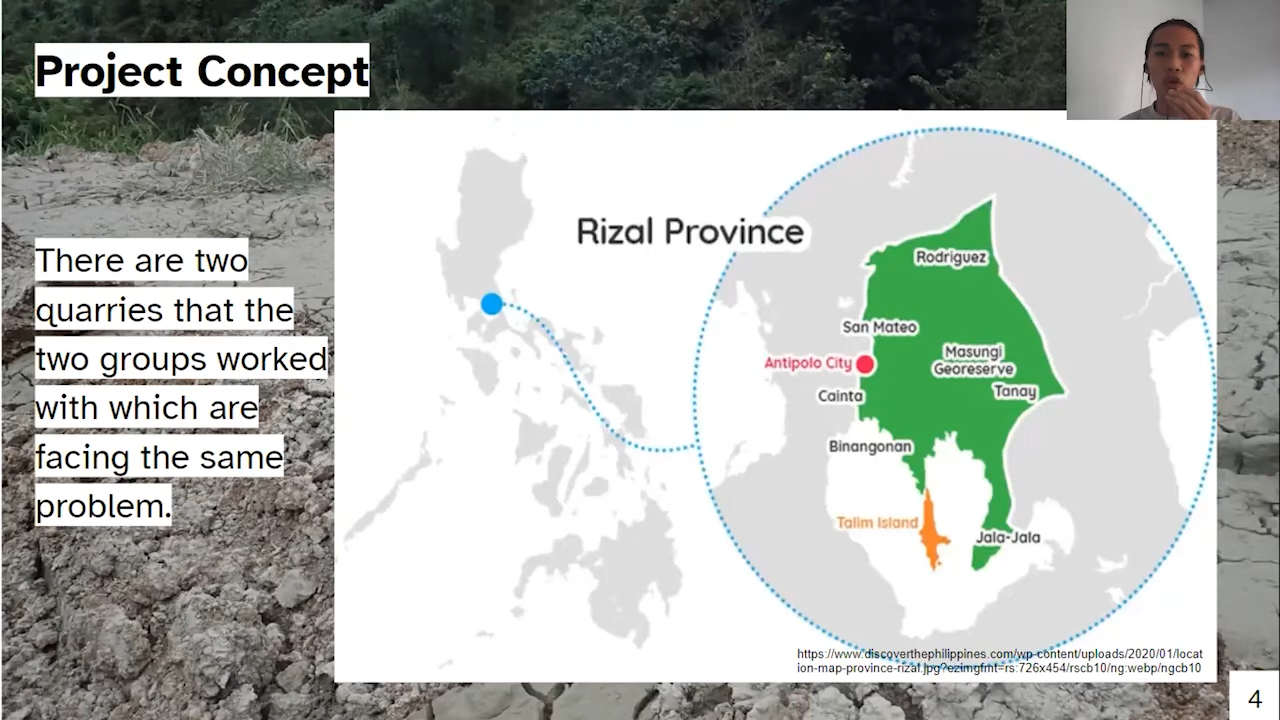 Project Concept
There are two
quarries that the
two groups worked
with which are
facing the same
problem.
Rizal Province
Rodriguez
San Mateo
Antipolo City
Masungi
Georeserve
Tanay
Cainta
Binangonan
Talim Island
Jala-Jala
https://www.discoverthephilippines.com/wp-content/uploads/2020/01/locat
ion-map-province-rizal.jpg?ezimgfmt=rs:726x454/rscb10/ng:webp/ngcb10
4